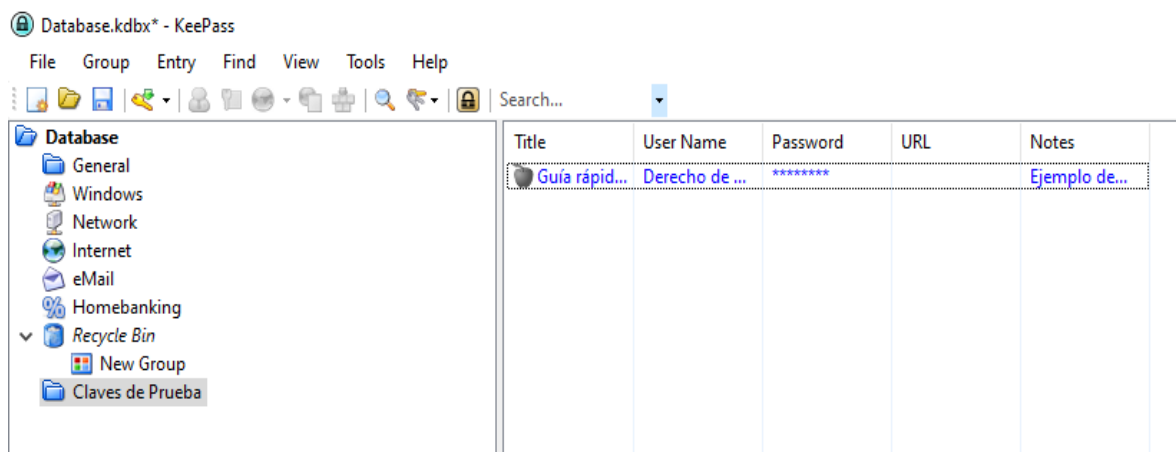 Database.kdbx* - KeePass
File Group Entry Find View Tools Help
Search...
Database
General
Windows
Network
Internet
eMail
Homebanking
Recycle Bin
New Group
Claves de Prueba
Title User Name Password URL Notes
Guía rápid... Derecho de ... ******** Ejemplo de...